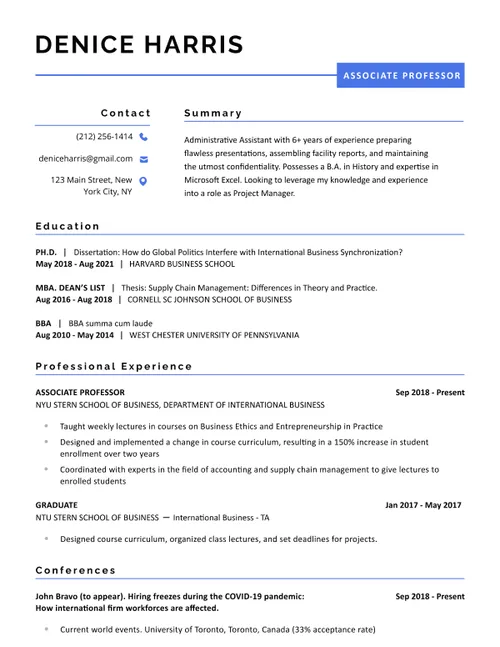 DENICE HARRIS
ASSOCIATE PROFESSOR
Contact
(212) 256-1414
deniceharris@gmail.com
123 Main Street, New
York City, NY
Summary
Administrative Assistant with 6+ years of experience preparing
flawless presentations, assembling facility reports, and maintaining
the utmost confidentiality. Possesses a B.A. in History and expertise in
Microsoft Excel. Looking to leverage my knowledge and experience
into a role as Project Manager.
Education
PH.D. | Dissertation: How do Global Politics Interfere with International Business Synchronization?
May 2018 - Aug 2021 | HARVARD BUSINESS SCHOOL
MBA. DEAN'S LIST | Thesis: Supply Chain Management: Differences in Theory and Practice.
Aug 2016 - Aug 2018 | CORNELL SC JOHNSON SCHOOL OF BUSINESS
BBA | BBA summa cum laude
Aug 2010 - May 2014 | WEST CHESTER UNIVERSITY OF PENNSYLVANIA
Professional Experience
ASSOCIATE PROFESSOR Sep 2018 - Present
NYU STERN SCHOOL OF BUSINESS, DEPARTMENT OF INTERNATIONAL BUSINESS
Taught weekly lectures in courses on Business Ethics and Entrepreneurship in Practice
Designed and implemented a change in course curriculum, resulting in a 150% increase in student
enrollment over two years
Coordinated with experts in the field of accounting and supply chain management to give lectures to
enrolled students
GRADUATE Jan 2017 - May 2017
NTU STERN SCHOOL OF BUSINESS — International Business - TA
Designed course curriculum, organized class lectures, and set deadlines for projects.
Conferences
John Bravo (to appear). Hiring freezes during the COVID-19 pandemic: Sep 2018 - Present
How international firm workforces are affected.
Current world events. University of Toronto, Toronto, Canada (33% acceptance rate)